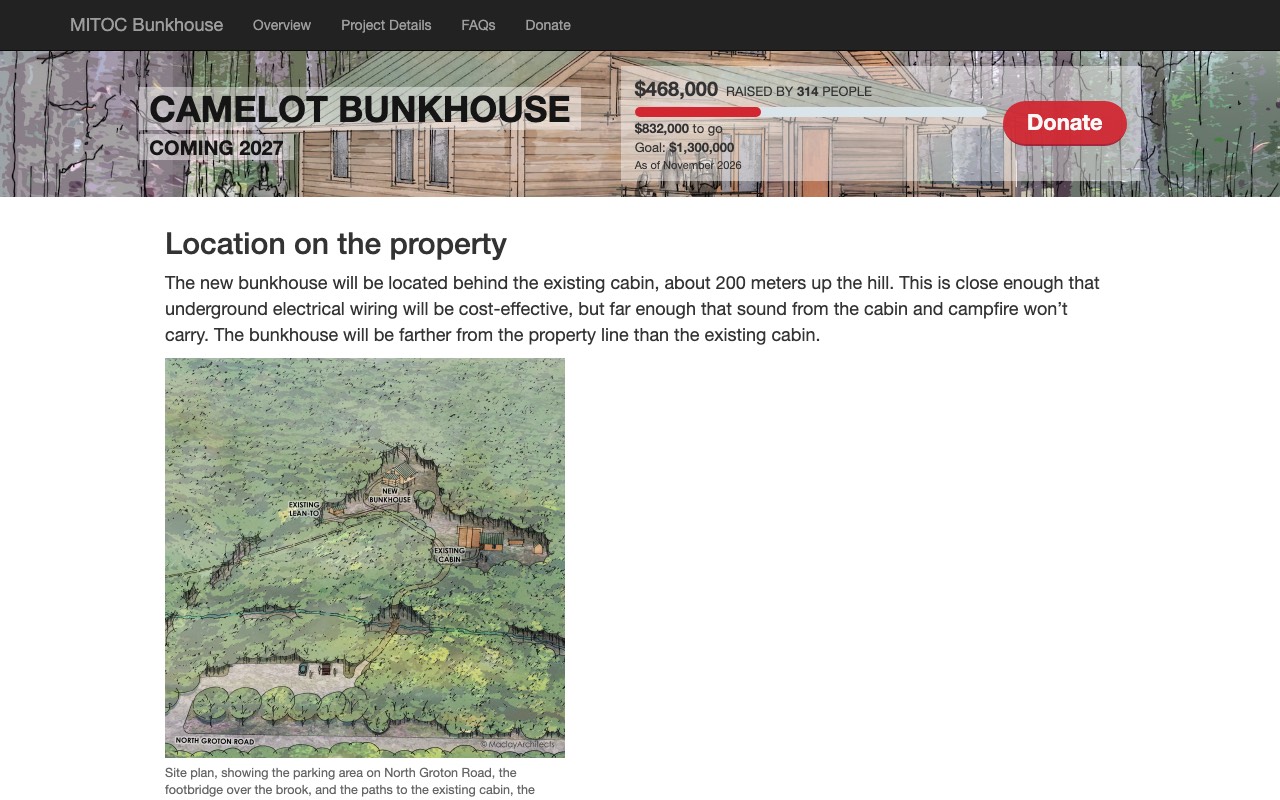 MITOC Bunkhouse Overview Project Details FAQs Donate
CAMELOT BUNKHOUSE
COMING 2027
$468,000 RAISED BY 314 PEOPLE
$832,000 to go
Goal: $1,300,000
As of November 2026
Donate
Location on the property
The new bunkhouse will be located behind the existing cabin, about 200 meters up the hill. This is close enough that
underground electrical wiring will be cost-effective, but far enough that sound from the cabin and campfire won’t
carry. The bunkhouse will be farther from the property line than the existing cabin.
NEW
BUNKHOUSE
EXISTING
LEAN-TO
EXISTING
CABIN
NORTH GROTON ROAD
© MaclayArchitects
Site plan, showing the parking area on North Groton Road, the
footbridge over the brook, and the paths to the existing cabin, the